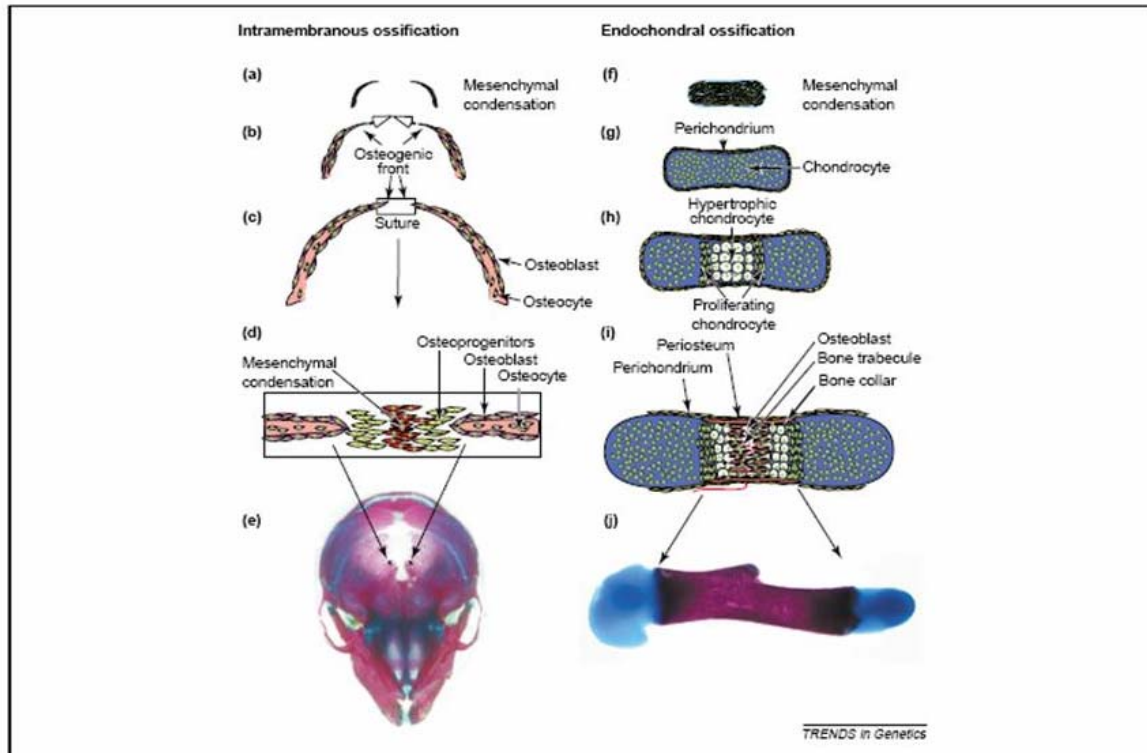 Intramembranous ossification
(a)
Mesenchymal
condensation
(b)
Osteogenic
front
(c)
Suture
Osteoblast
Osteocyte
(d)
Osteoprogenitors
Osteoblast
Osteocyte
Mesenchymal
condensation
(e)
Endochondral ossification
(f)
Mesenchymal
condensation
(g)
Perichondrium
Chondrocyte
(h)
Hypertrophic
chondrocyte
Proliferating
chondrocyte
(i)
Osteoblast
Periosteum
Bone trabecule
Perichondrium
Bone collar
(j)
TRENDS in Genetics